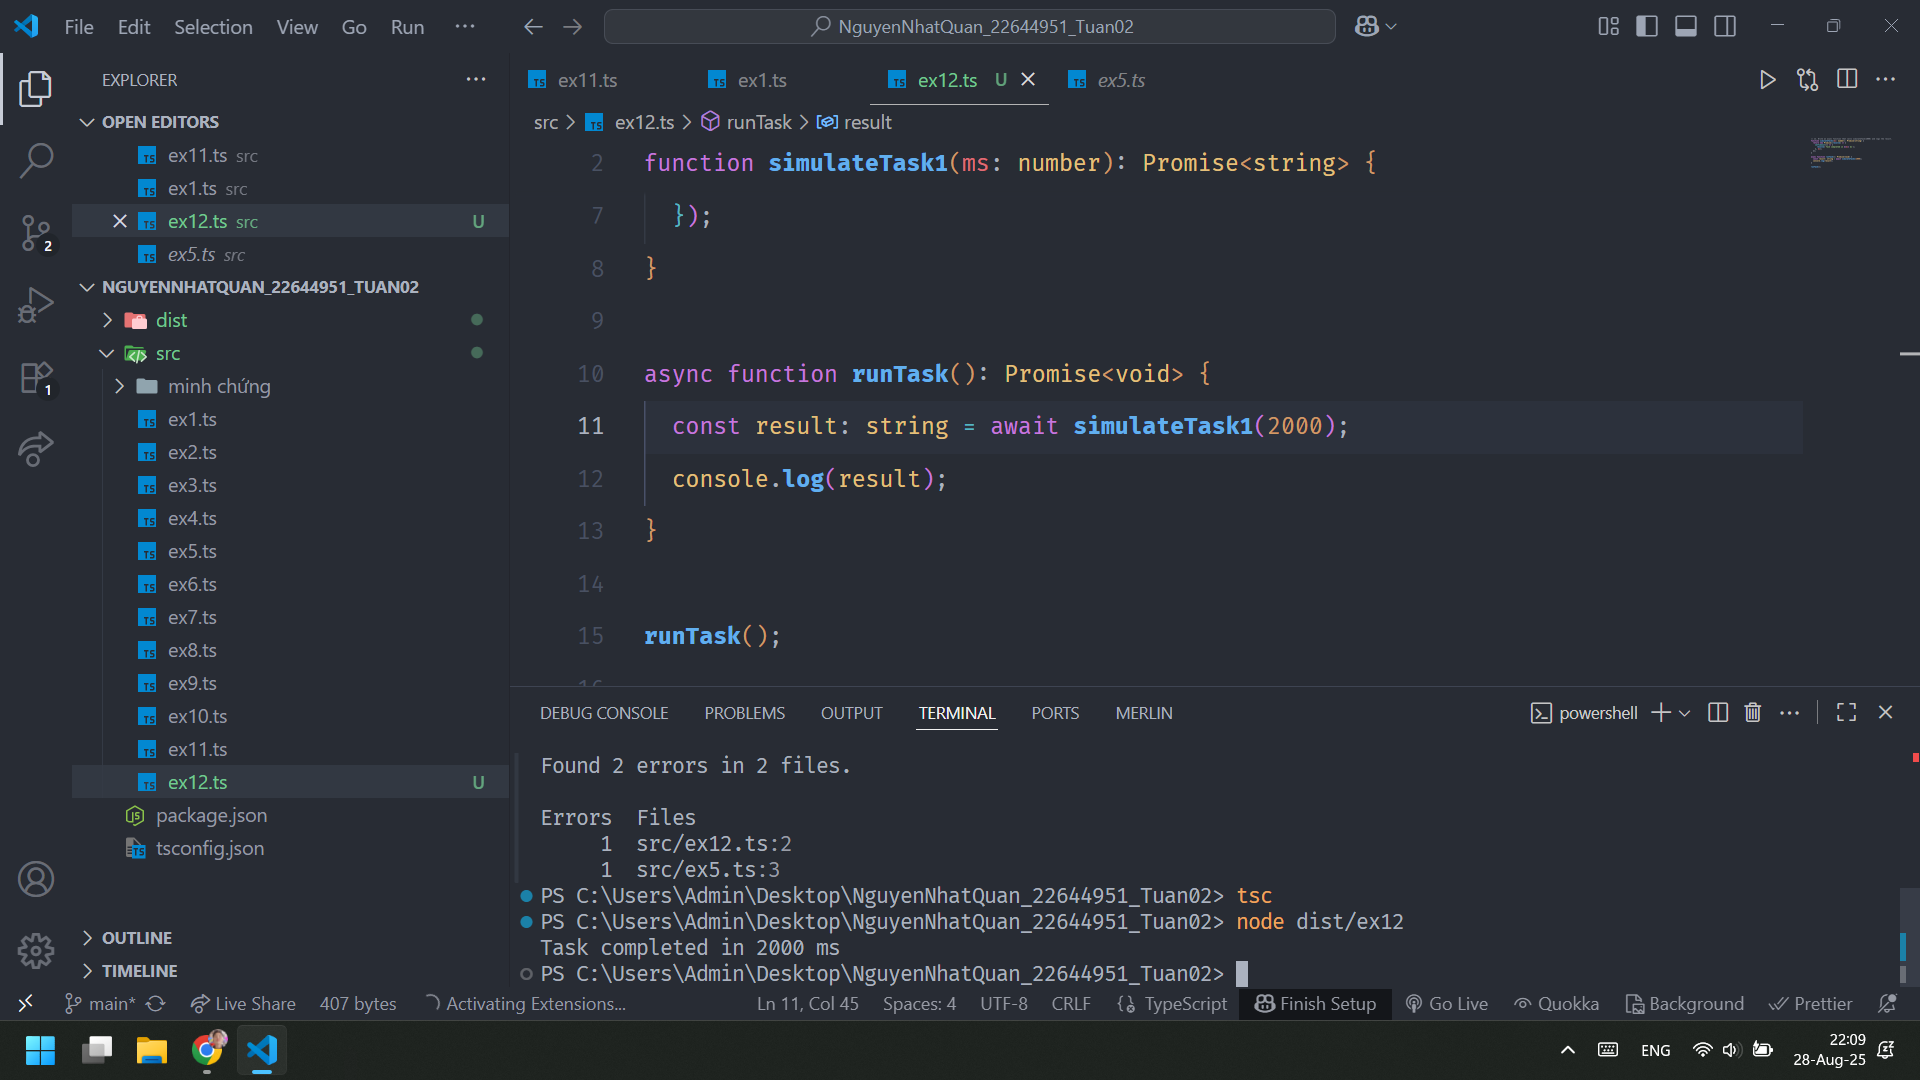 File Edit Selection View Go Run ···
NguyenNhatQuan_22644951_Tuan02
EXPLORER
OPEN EDITORS
ex11.ts src
ex1.ts src
ex12.ts src U
ex5.ts src
NGUYENNHATQUAN_22644951_TUAN02
dist
src
minh chứng
ex1.ts
ex2.ts
ex3.ts
ex4.ts
ex5.ts
ex6.ts
ex7.ts
ex8.ts
ex9.ts
ex10.ts
ex11.ts
ex12.ts U
package.json
tsconfig.json
OUTLINE
TIMELINE
2
1
ex11.ts ex1.ts ex12.ts U ex5.ts
src > ex12.ts > runTask > result
2 function simulateTask1(ms: number): Promise<string> {
7 });
8 }
9
10 async function runTask(): Promise<void> {
11 const result: string = await simulateTask1(2000);
12 console.log(result);
13 }
14
15 runTask();
16
DEBUG CONSOLE PROBLEMS OUTPUT TERMINAL PORTS MERLIN
powershell
Found 2 errors in 2 files.
Errors Files
1 src/ex12.ts:2
1 src/ex5.ts:3
PS C:\Users\Admin\Desktop\NguyenNhatQuan_22644951_Tuan02> tsc
PS C:\Users\Admin\Desktop\NguyenNhatQuan_22644951_Tuan02> node dist/ex12
Task completed in 2000 ms
PS C:\Users\Admin\Desktop\NguyenNhatQuan_22644951_Tuan02>
main* Live Share 407 bytes Activating Extensions... Ln 11, Col 45 Spaces: 4 UTF-8 CRLF TypeScript Finish Setup Go Live Quokka Background Prettier
ENG
22:09
28-Aug-25